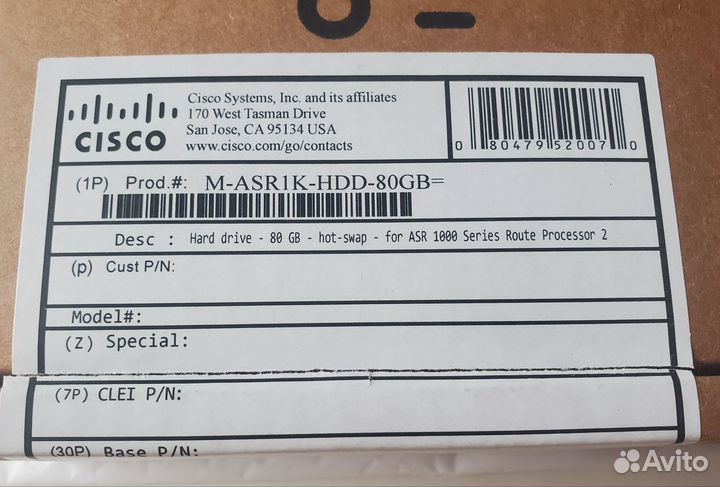 CISCO
Cisco Systems, Inc. and its affiliates
170 West Tasman Drive
San Jose, CA 95134 USA
www.cisco.com/go/contacts
0 80479 52007 0
(1P) Prod.#: M-ASR1K-HDD-80GB=
Desc : Hard drive - 80 GB - hot-swap - for ASR 1000 Series Route Processor 2
(p) Cust P/N:
Model#:
(Z) Special:
(7P) CLEI P/N:
(30P) Base P/N:
Avito